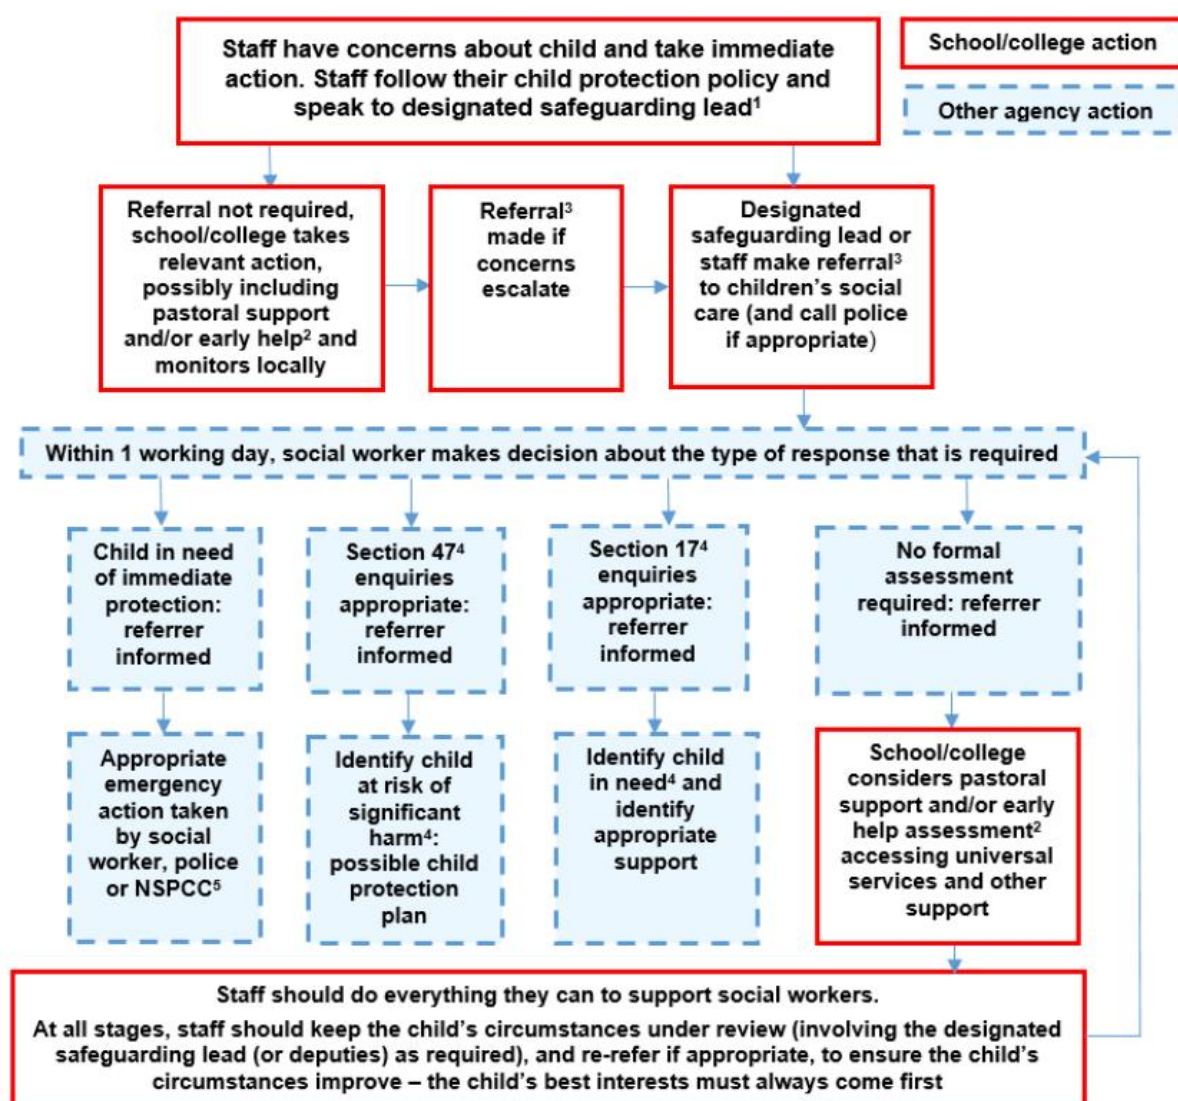 Staff have concerns about child and take immediate
action. Staff follow their child protection policy and
speak to designated safeguarding lead¹
School/college action
Other agency action
Referral not required,
school/college takes
relevant action,
possibly including
pastoral support
and/or early help² and
monitors locally
Referral³
made if
concerns
escalate
Designated
safeguarding lead or
staff make referral³
to children’s social
care (and call police
if appropriate)
Within 1 working day, social worker makes decision about the type of response that is required
Child in need
of immediate
protection:
referrer
informed
Section 47⁴
enquiries
appropriate:
referrer
informed
Section 17⁴
enquiries
appropriate:
referrer
informed
No formal
assessment
required: referrer
informed
Appropriate
emergency
action taken
by social
worker, police
or NSPCC⁵
Identify child
at risk of
significant
harm⁴:
possible child
protection
plan
Identify child
in need⁴ and
identify
appropriate
support
School/college
considers pastoral
support and/or early
help assessment²
accessing universal
services and other
support
Staff should do everything they can to support social workers.
At all stages, staff should keep the child’s circumstances under review (involving the designated
safeguarding lead (or deputies) as required), and re-refer if appropriate, to ensure the child’s
circumstances improve – the child’s best interests must always come first